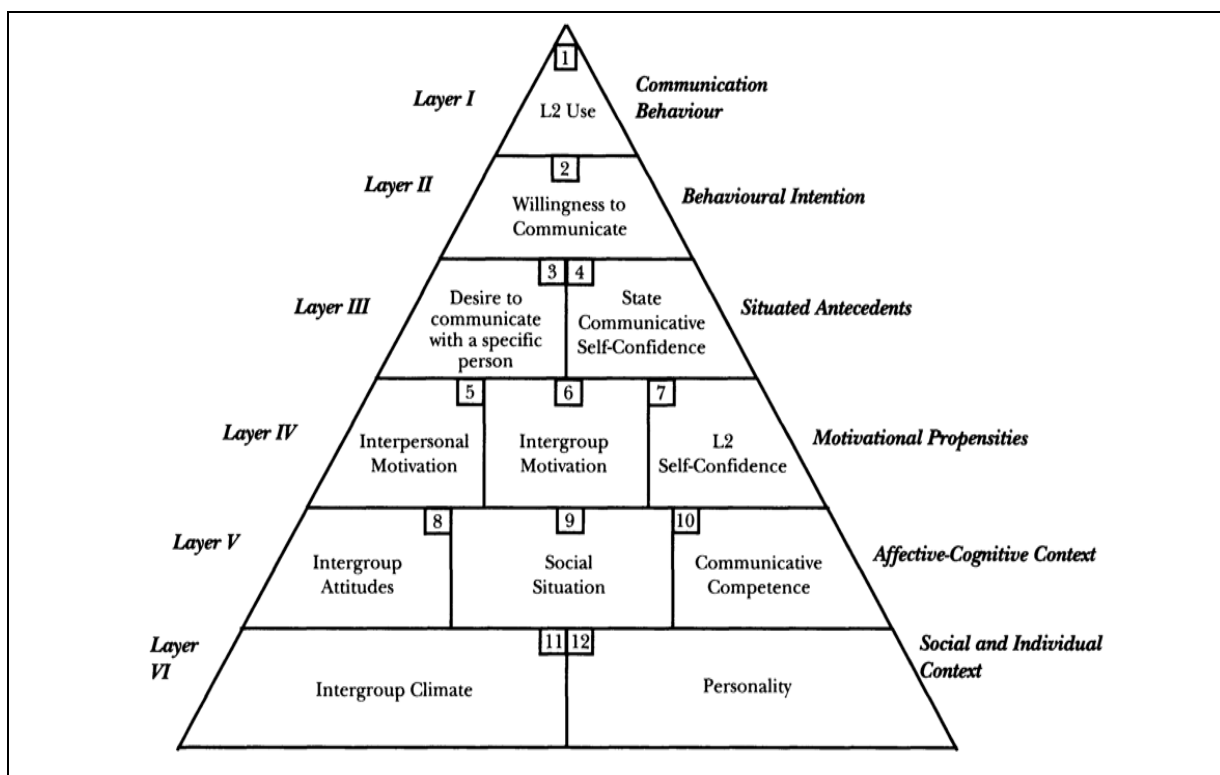 1
Layer I
L2 Use
Communication
Behaviour
2
Layer II
Willingness to
Communicate
Behavioural Intention
3 4
Layer III
Desire to
communicate
with a specific
person
State
Communicative
Self-Confidence
Situated Antecedents
5 6 7
Layer IV
Interpersonal
Motivation
Intergroup
Motivation
L2
Self-Confidence
Motivational Propensities
8 9 10
Layer V
Intergroup
Attitudes
Social
Situation
Communicative
Competence
Affective-Cognitive Context
11 12
Layer
VI
Intergroup Climate
Personality
Social and Individual
Context